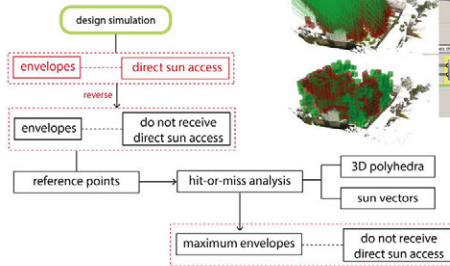 design simulation
envelopes
direct sun access
reverse
envelopes
do not receive
direct sun access
reference points
hit-or-miss analysis
3D polyhedra
sun vectors
maximum envelopes
do not receive
direct sun access